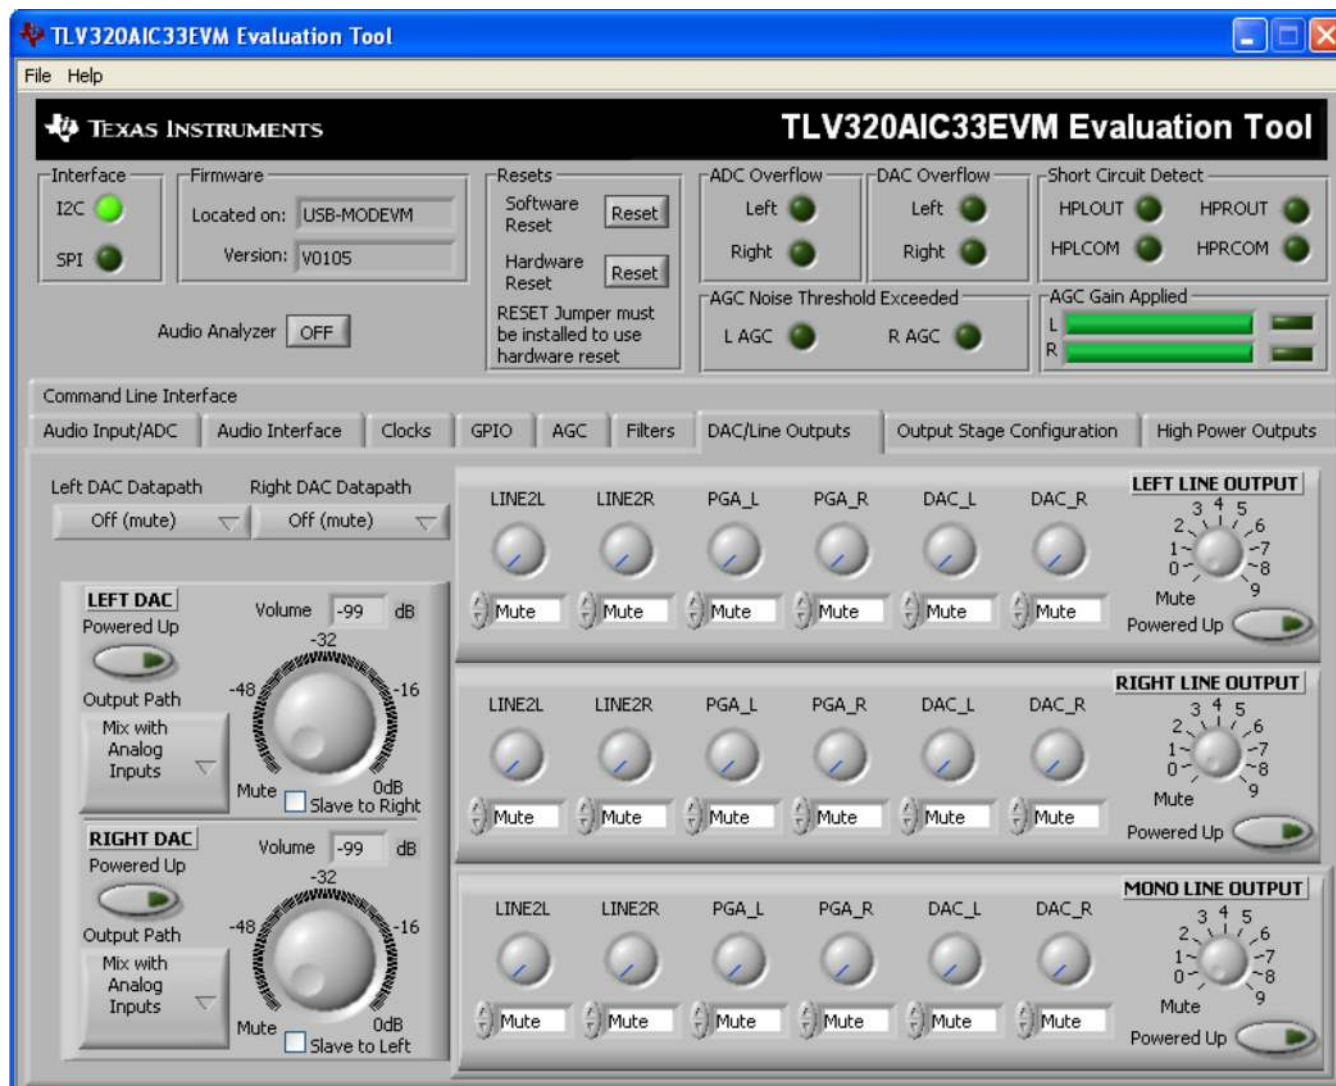 TLV320AIC33EVM Evaluation Tool
File Help
TEXAS INSTRUMENTS
TLV320AIC33EVM Evaluation Tool
Interface
I2C
SPI
Firmware
Located on: USB-MODEVM
Version: V0105
Audio Analyzer OFF
Resets
Software Reset Reset
Hardware Reset Reset
RESET Jumper must
be installed to use
hardware reset
ADC Overflow
Left
Right
DAC Overflow
Left
Right
Short Circuit Detect
HPLOUT HPROUT
HPLCOM HPRCOM
AGC Noise Threshold Exceeded
L AGC R AGC
AGC Gain Applied
L
R
Command Line Interface
Audio Input/ADC Audio Interface Clocks GPIO AGC Filters DAC/Line Outputs Output Stage Configuration High Power Outputs
Left DAC Datapath Right DAC Datapath
Off (mute) Off (mute)
LEFT DAC
Powered Up
Output Path
Mix with
Analog
Inputs
Volume -99 dB
-32
-48 -16
Mute 0dB
Slave to Right
RIGHT DAC
Powered Up
Output Path
Mix with
Analog
Inputs
Volume -99 dB
-32
-48 -16
Mute 0dB
Slave to Left
LEFT LINE OUTPUT
LINE2L LINE2R PGA_L PGA_R DAC_L DAC_R
Mute Mute Mute Mute Mute Mute
3 4 5
2 6
1 7
0 8
Mute 9
Powered Up
RIGHT LINE OUTPUT
LINE2L LINE2R PGA_L PGA_R DAC_L DAC_R
Mute Mute Mute Mute Mute Mute
3 4 5
2 6
1 7
0 8
Mute 9
Powered Up
MONO LINE OUTPUT
LINE2L LINE2R PGA_L PGA_R DAC_L DAC_R
Mute Mute Mute Mute Mute Mute
3 4 5
2 6
1 7
0 8
Mute 9
Powered Up